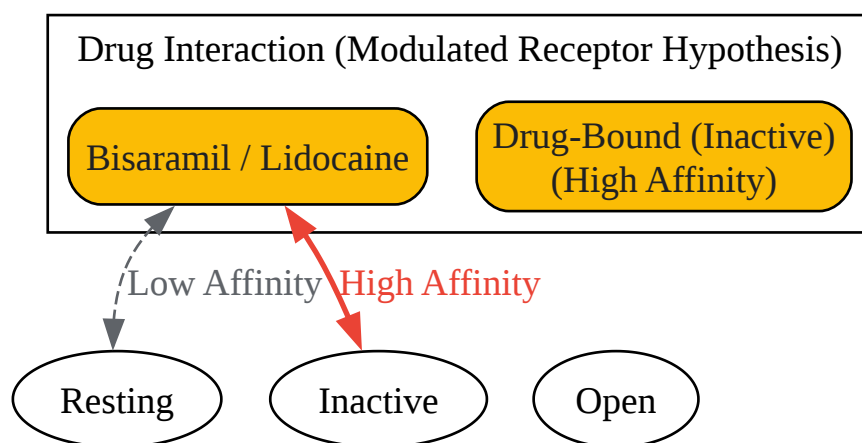 Drug Interaction (Modulated Receptor Hypothesis)
Bisaramil / Lidocaine
Drug-Bound (Inactive)
(High Affinity)
Low Affinity
High Affinity
Resting
Inactive
Open